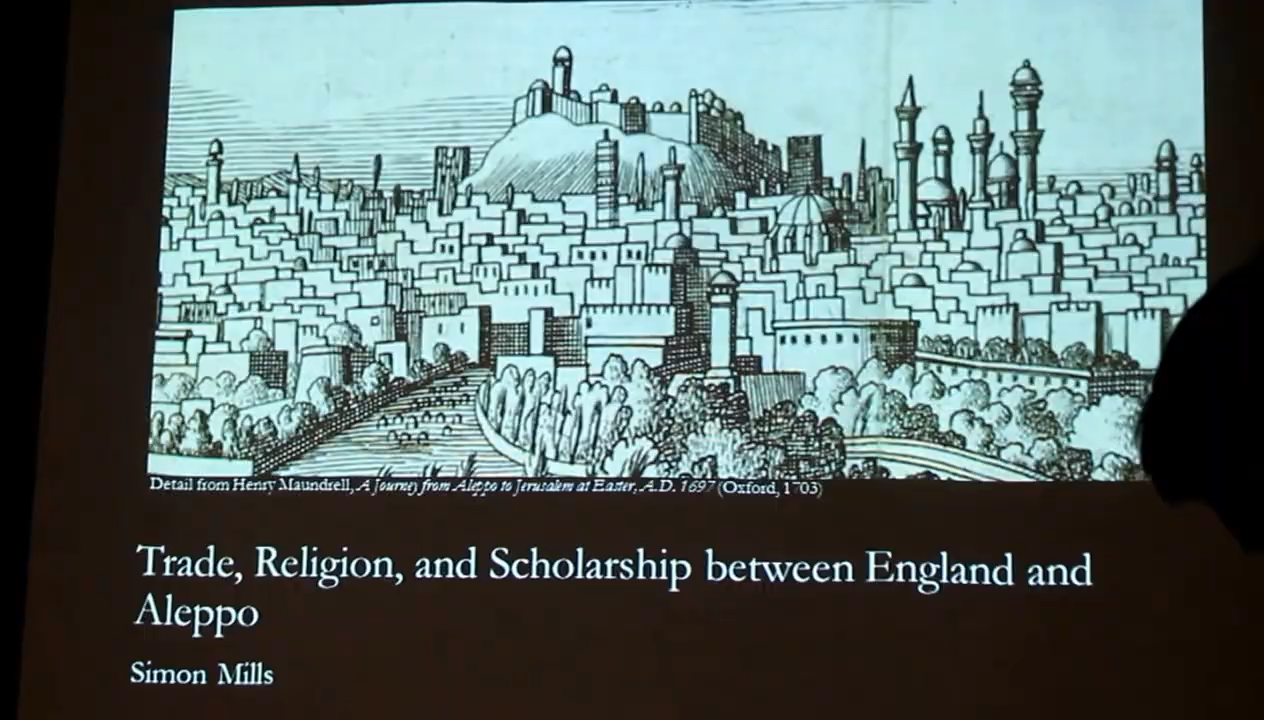 Detail from Henry Maundrell, A Journey from Aleppo to Jerusalem at Easter, A.D. 1697 (Oxford, 1703)
Trade, Religion, and Scholarship between England and
Aleppo
Simon Mills